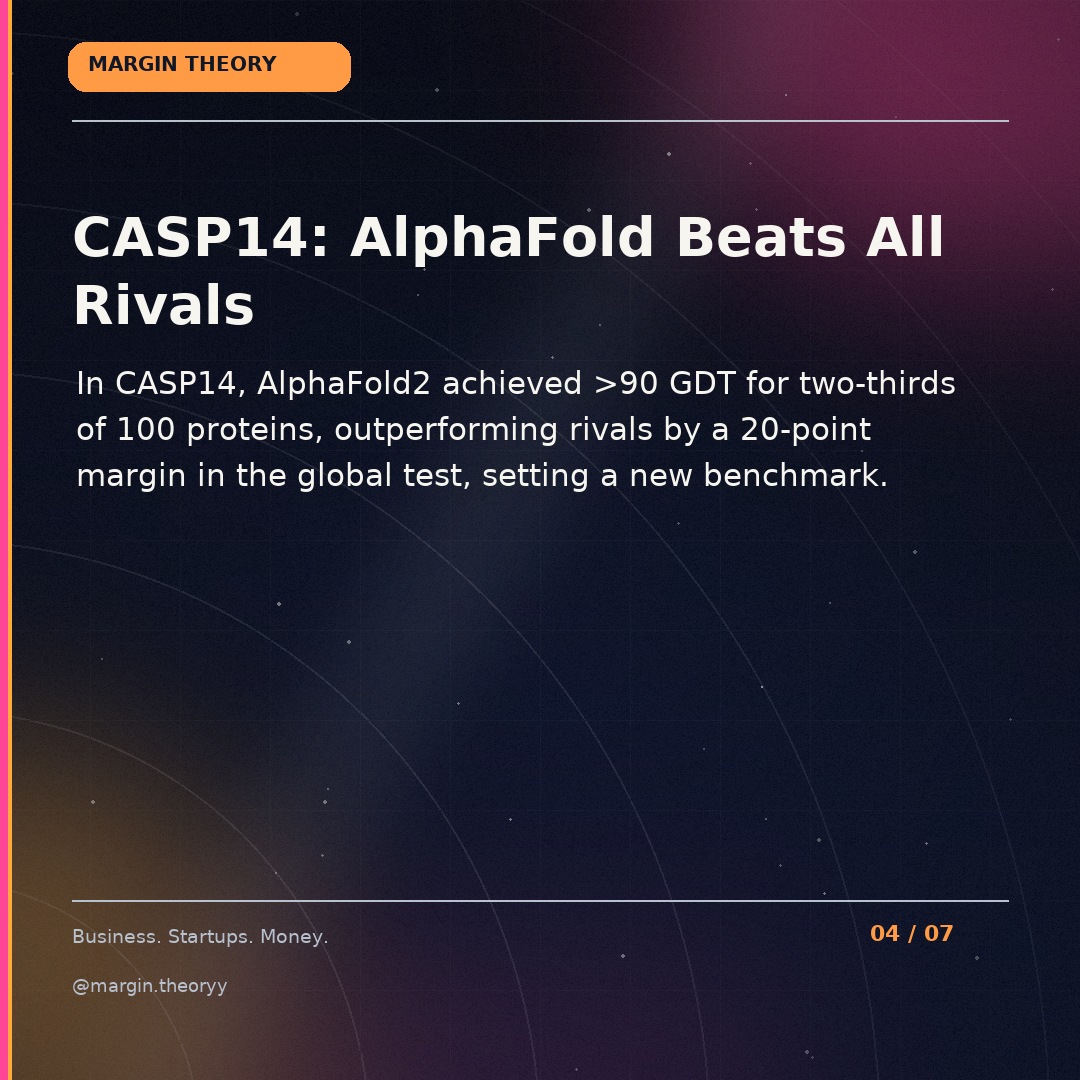 MARGIN THEORY
CASP14: AlphaFold Beats All
Rivals
In CASP14, AlphaFold2 achieved >90 GDT for two-thirds
of 100 proteins, outperforming rivals by a 20-point
margin in the global test, setting a new benchmark.
Business. Startups. Money.
04 / 07
@margin.theoryy